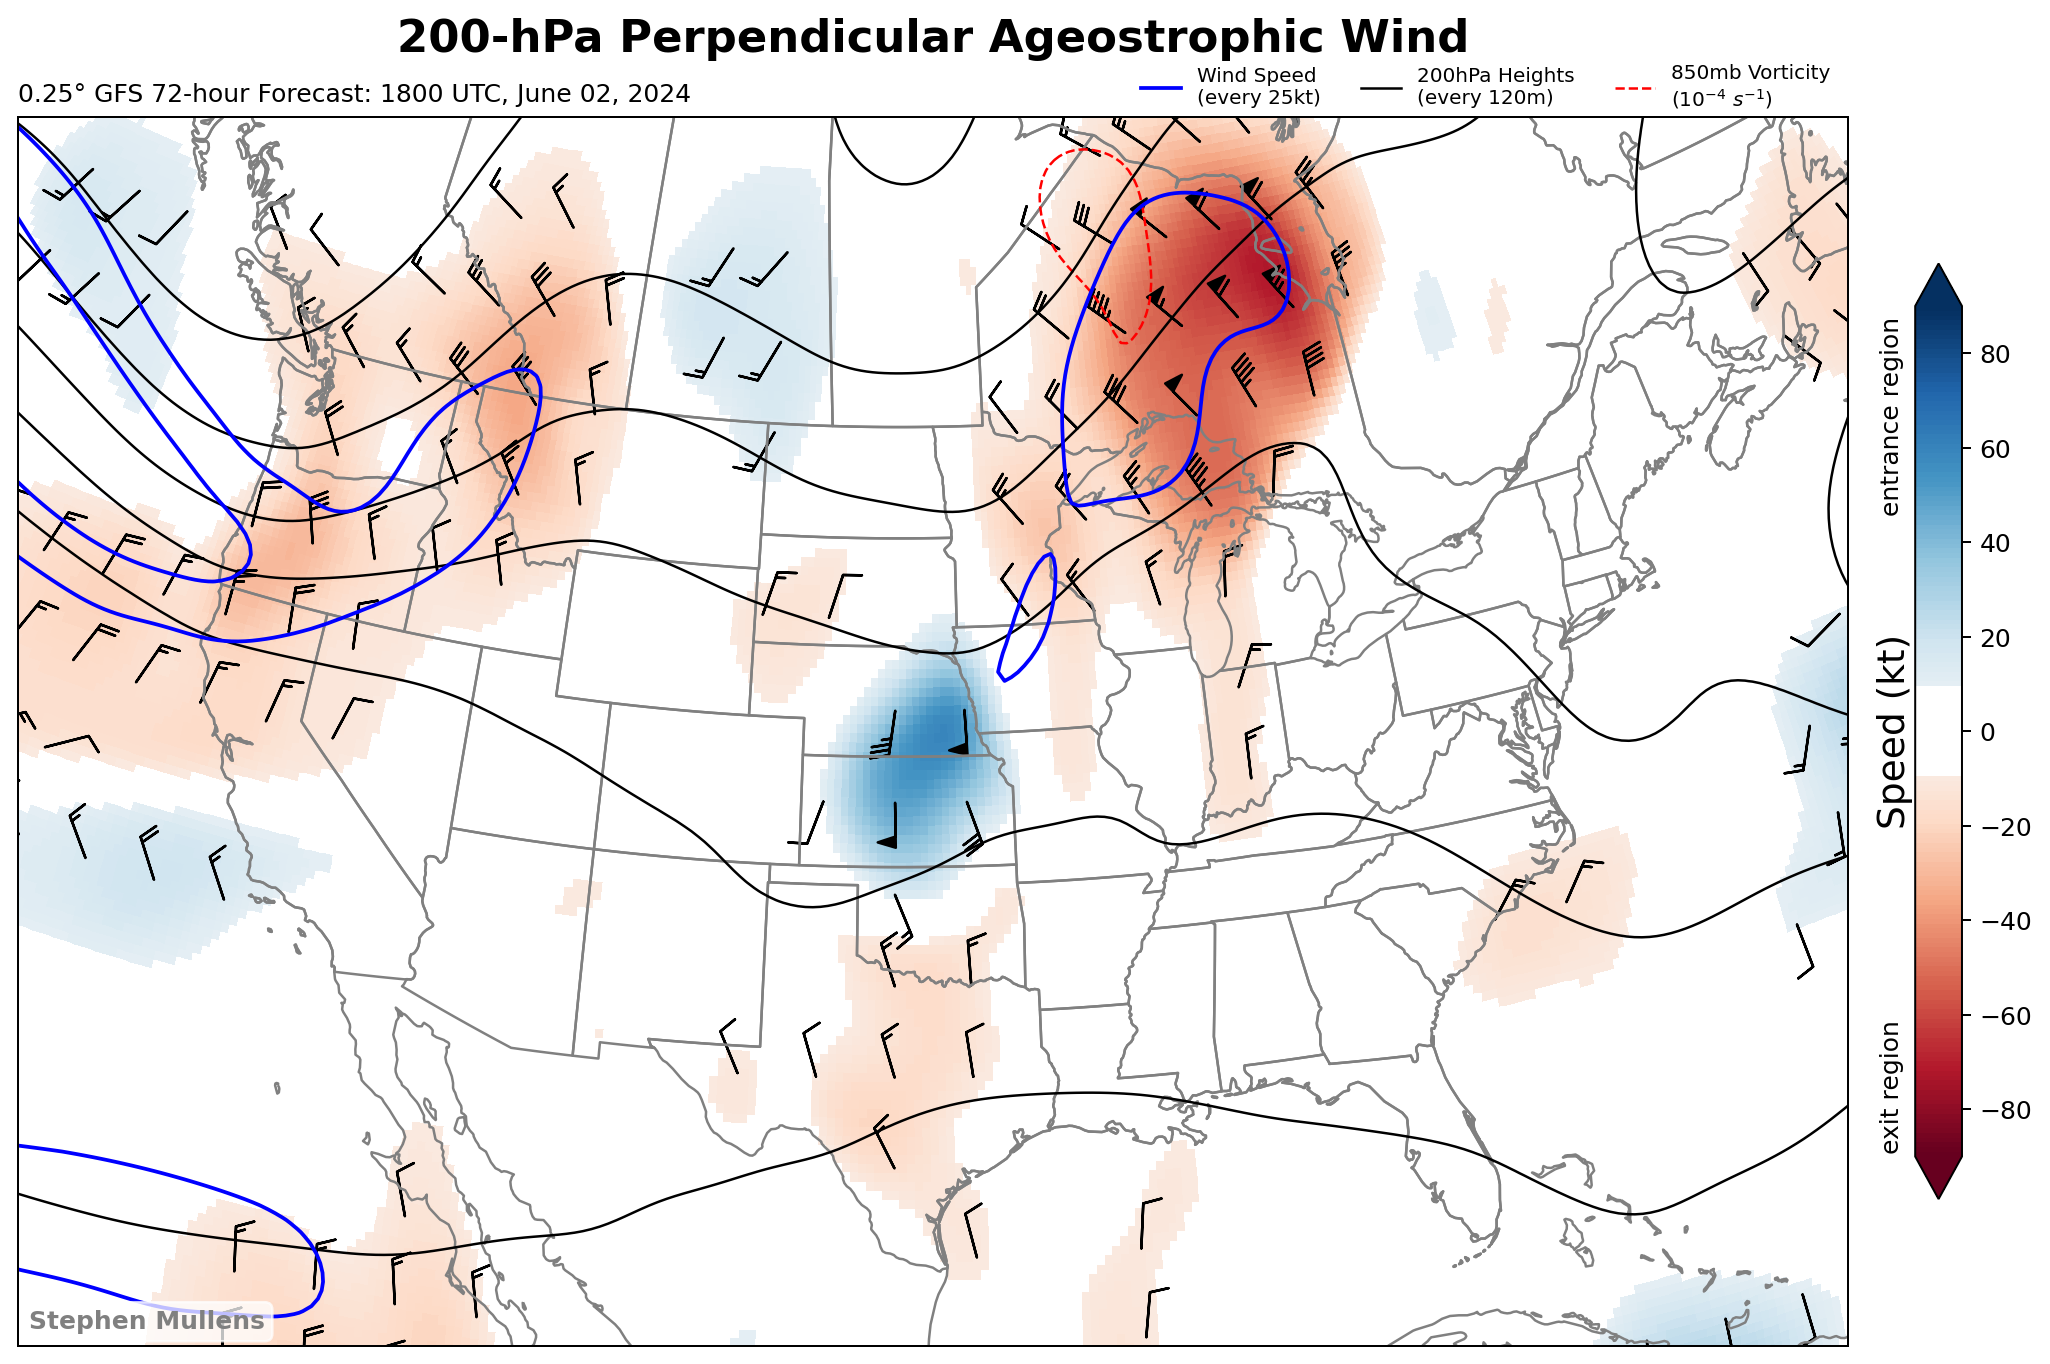 200-hPa Perpendicular Ageostrophic Wind
0.25° GFS 72-hour Forecast: 1800 UTC, June 02, 2024
Wind Speed
(every 25kt)
200hPa Heights
(every 120m)
850mb Vorticity
(10⁻⁴ s⁻¹)
entrance region
Speed (kt)
exit region
80
60
40
20
0
−20
−40
−60
−80
Stephen Mullens